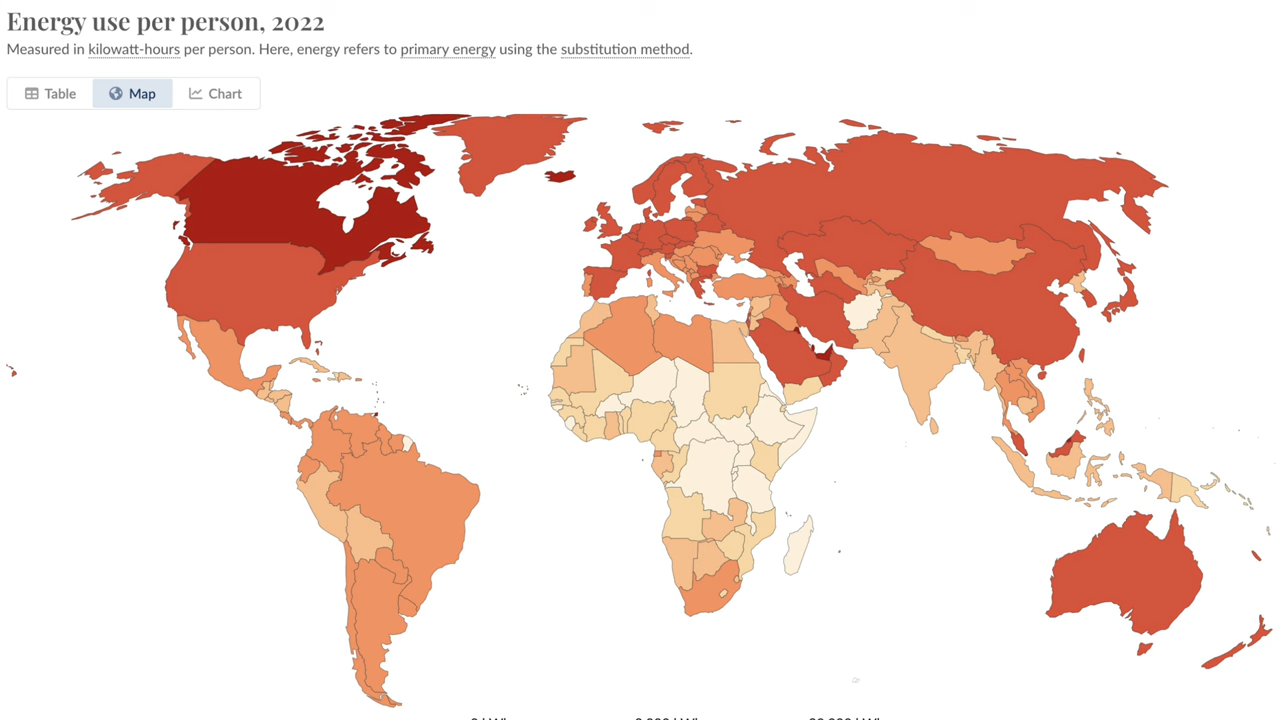 Energy use per person, 2022
Measured in kilowatt-hours per person. Here, energy refers to primary energy using the substitution method.
Table Map Chart